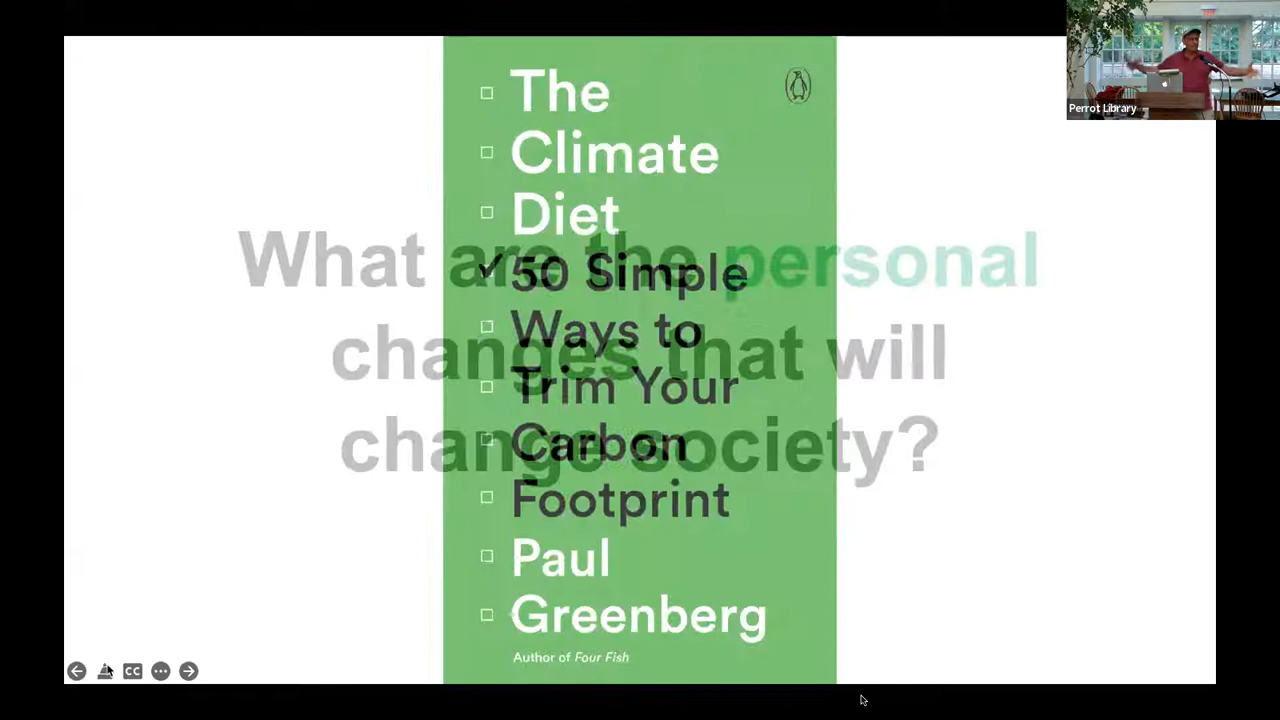 Perrot Library
The
Climate
Diet
50 Simple
Ways to
Trim Your
Carbon
Footprint
Paul
Greenberg
Author of Four Fish
What are the personal
changes that will
change society?
CC